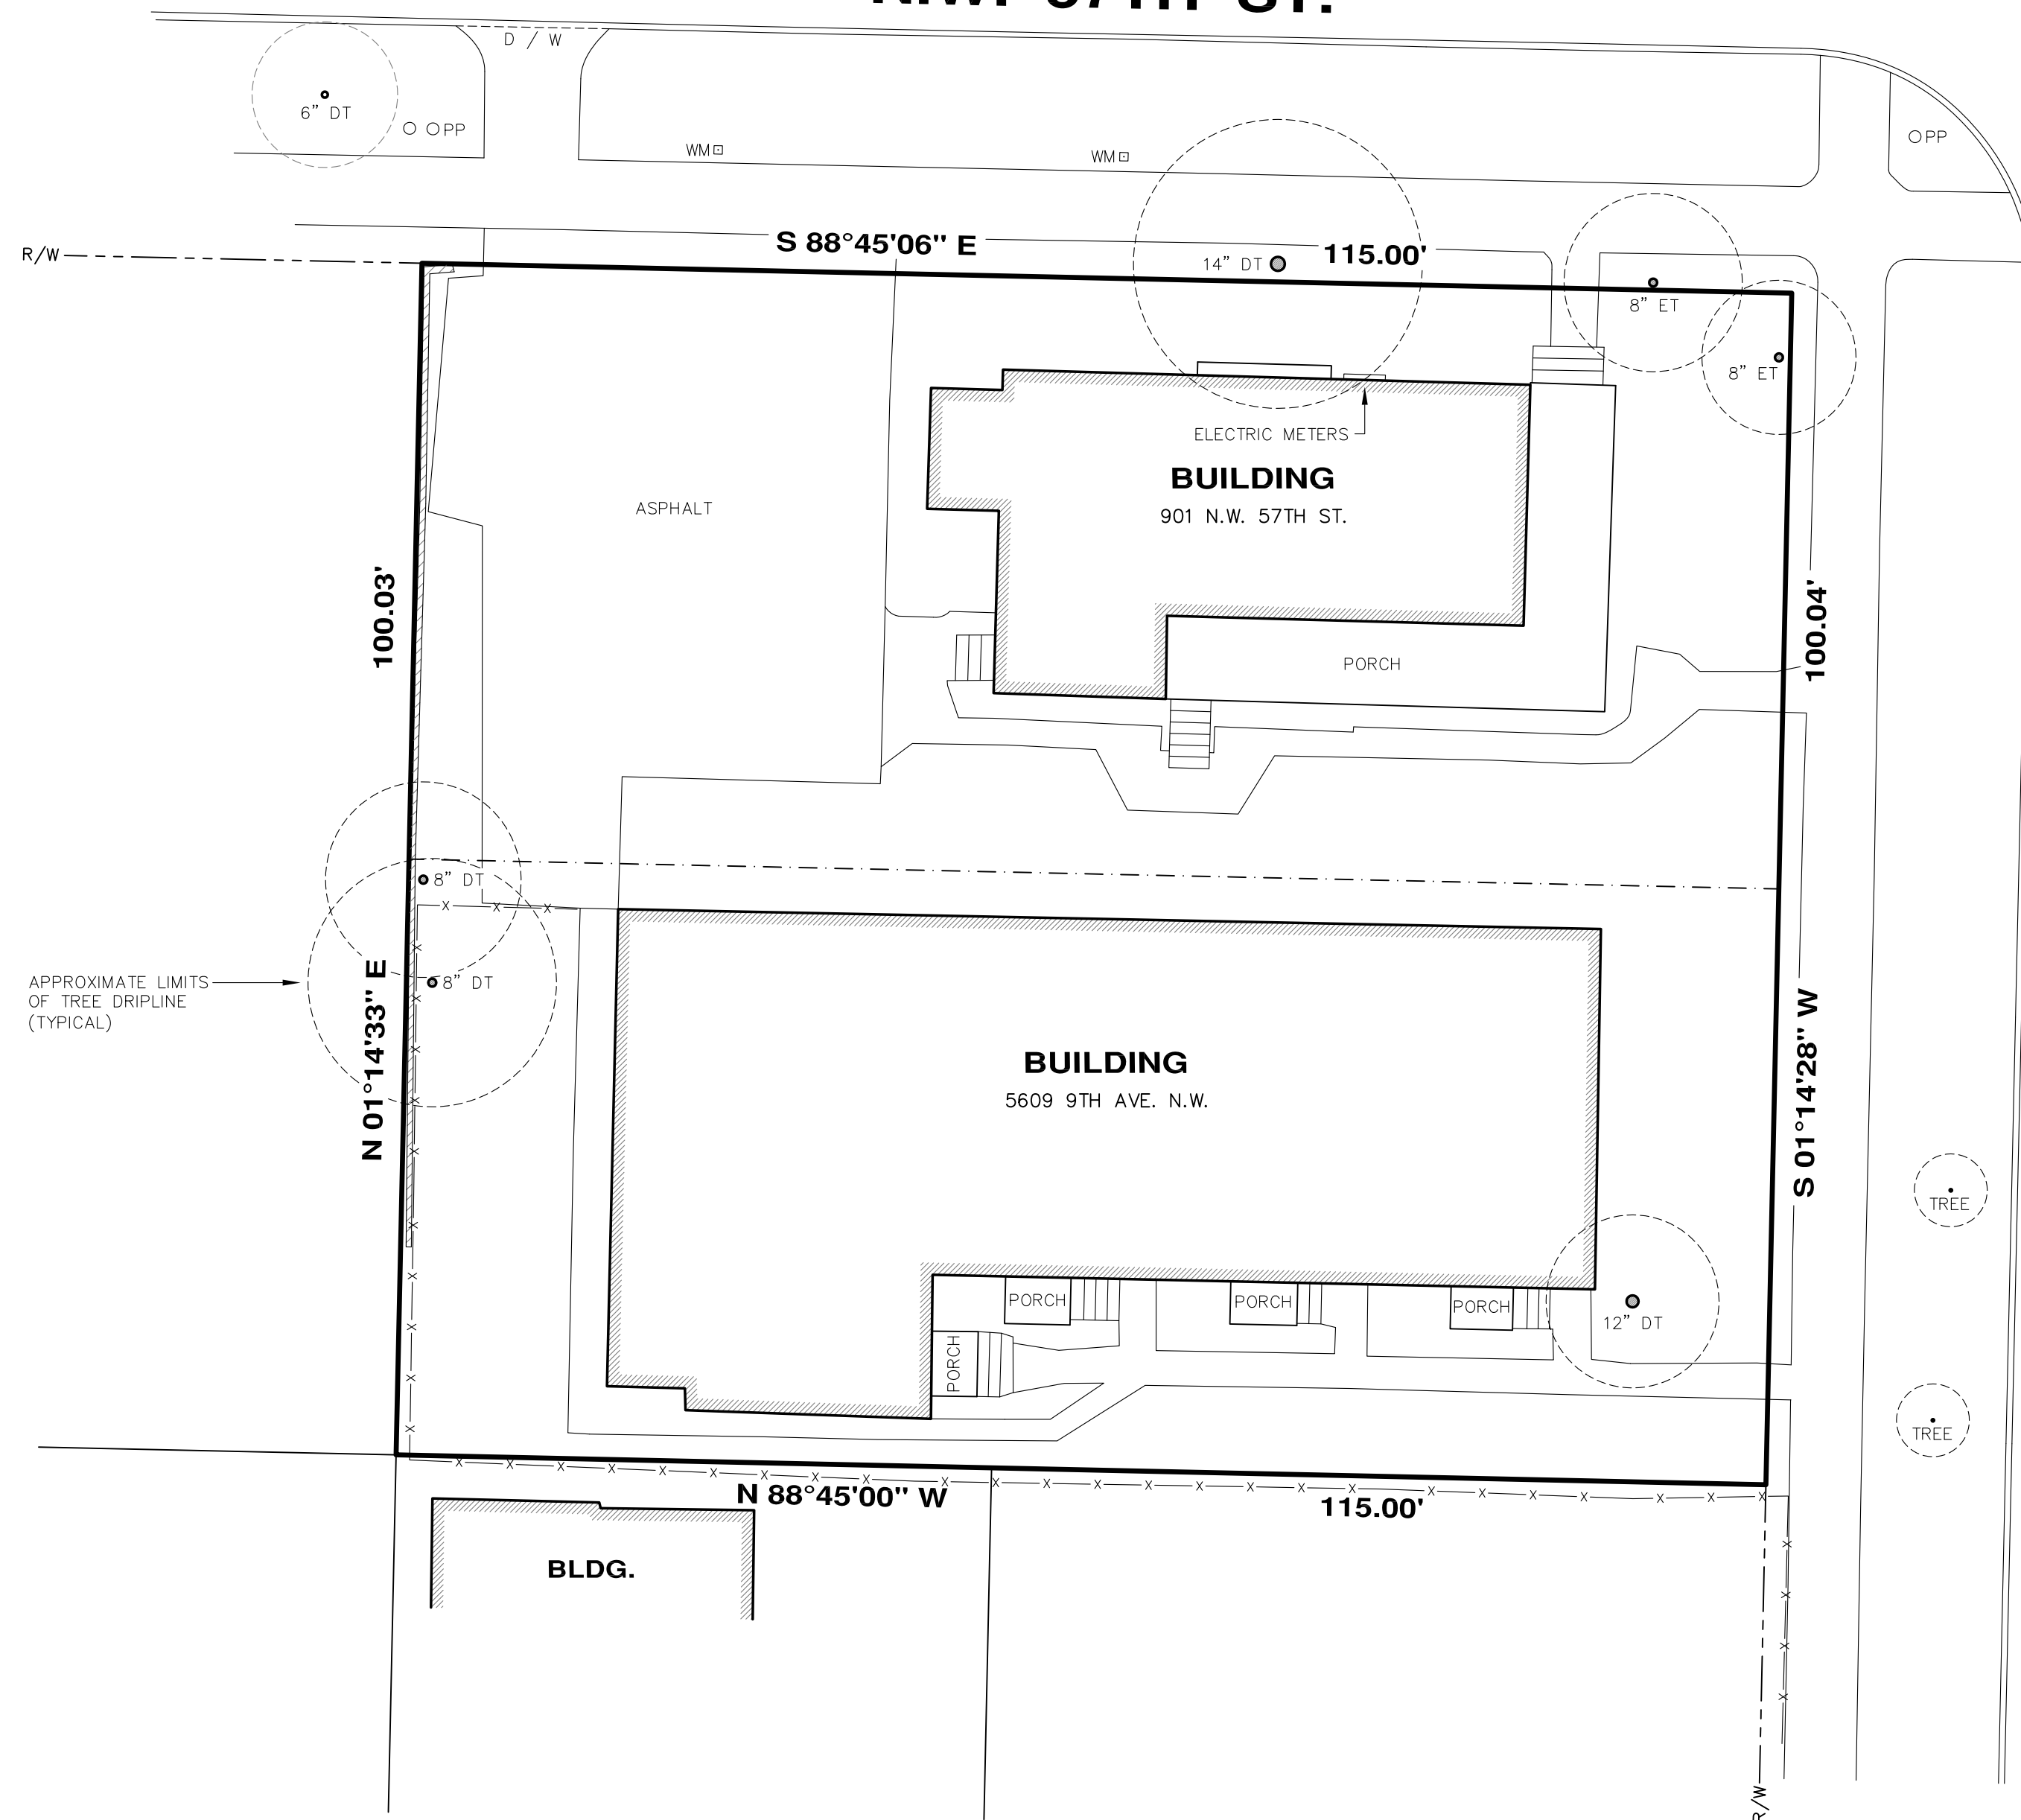 D / W
6” DT
PP
WM
WM
PP
R/W
S 88°45'06" E
115.00'
14” DT
8” ET
8” ET
ELECTRIC METERS
BUILDING
901 N.W. 57TH ST.
ASPHALT
100.03'
100.04'
PORCH
8” DT
8” DT
APPROXIMATE LIMITS
OF TREE DRIPLINE
(TYPICAL)
N 01°14'33" E
S 01°14'28" W
BUILDING
5609 9TH AVE. N.W.
TREE
PORCH
PORCH
PORCH
12” DT
PORCH
TREE
N 88°45'00" W
115.00'
BLDG.
R/W